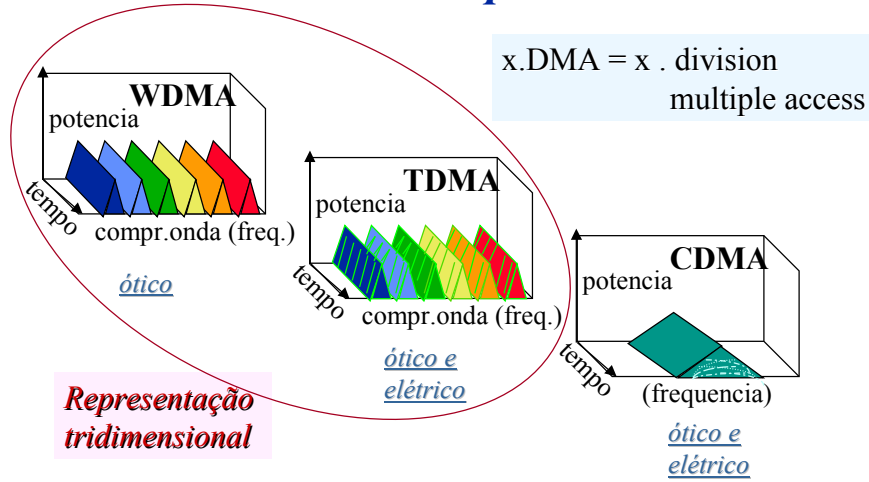 x.DMA = x . division
multiple access
WDMA
potencia
tempo
compr.onda (freq.)
ótico
TDMA
potencia
tempo
compr.onda (freq.)
ótico e
elétrico
CDMA
potencia
tempo
(frequencia)
ótico e
elétrico
Representação
tridimensional